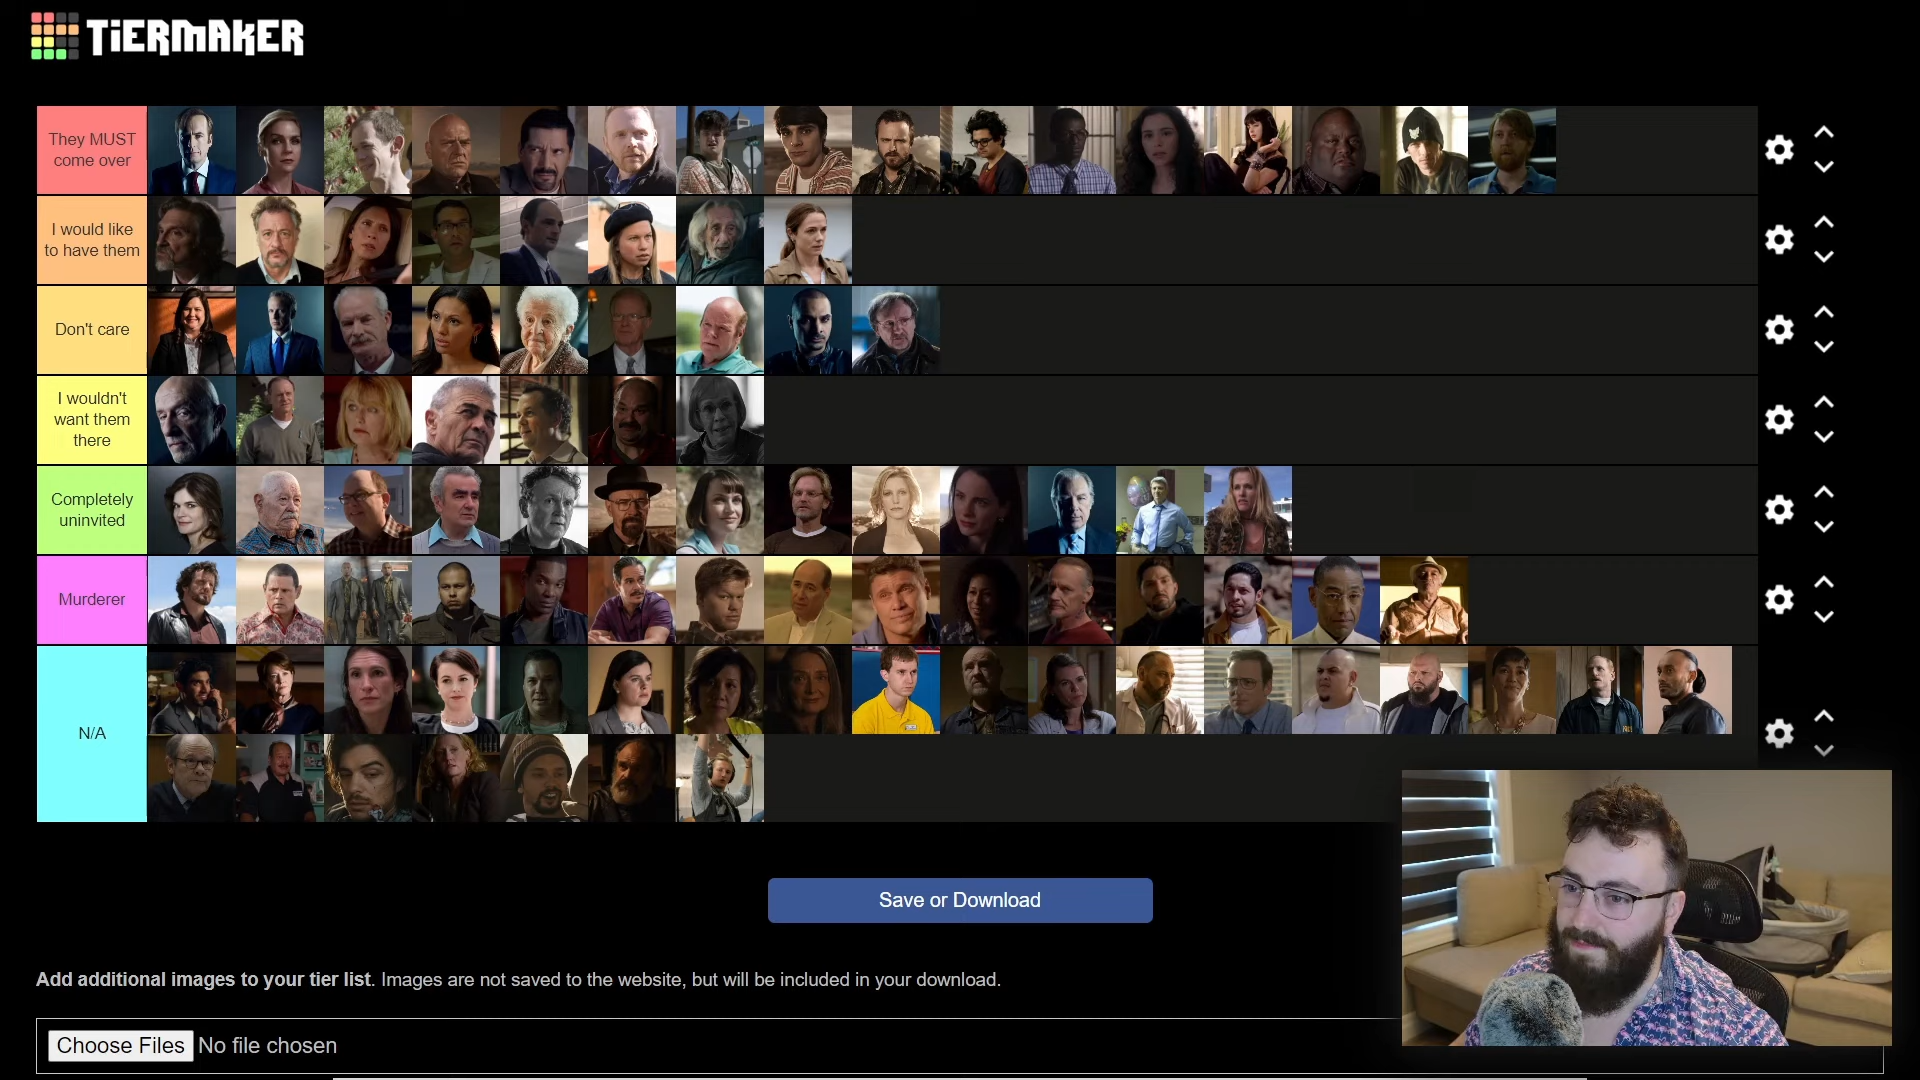 TiERMAKER
They MUST
come over
I would like
to have them
Don't care
I wouldn't
want them
there
Completely
uninvited
Murderer
N/A
Save or Download
Add additional images to your tier list. Images are not saved to the website, but will be included in your download.
Choose Files No file chosen